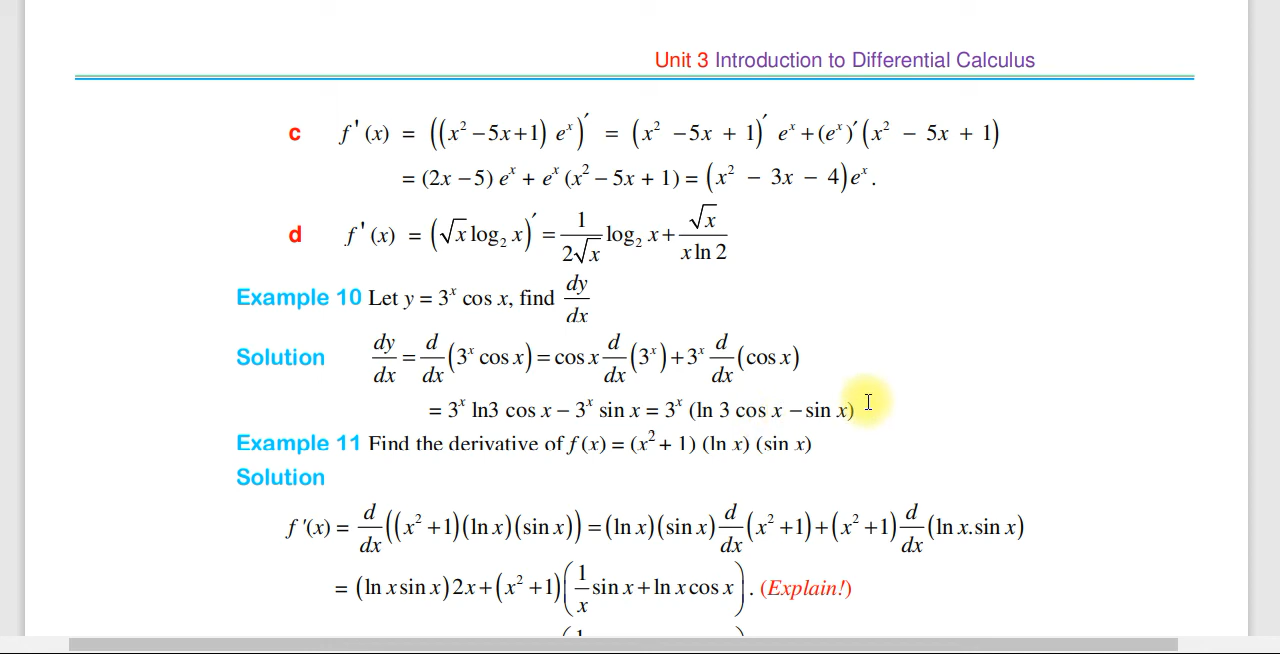 Unit 3 Introduction to Differential Calculus
c f'(x) = ((x² − 5x + 1) eˣ)′ = (x² − 5x + 1)′ eˣ + (eˣ)′(x² − 5x + 1)
= (2x − 5) eˣ + eˣ (x² − 5x + 1) = (x² − 3x − 4)eˣ.
d f'(x) = (√x log₂ x)′ = 1/(2√x) log₂ x + √x/(x ln 2)
Example 10 Let y = 3ˣ cos x, find dy/dx
Solution dy/dx = d/dx (3ˣ cos x) = cos x d/dx (3ˣ) + 3ˣ d/dx (cos x)
= 3ˣ ln3 cos x − 3ˣ sin x = 3ˣ (ln 3 cos x − sin x)
Example 11 Find the derivative of f (x) = (x² + 1) (ln x) (sin x)
Solution
f '(x) = d/dx ((x² + 1)(ln x)(sin x)) = (ln x)(sin x) d/dx (x² + 1) + (x² + 1) d/dx (ln x. sin x)
= (ln x sin x) 2x + (x² + 1)(1/x sin x + ln x cos x). (Explain!)